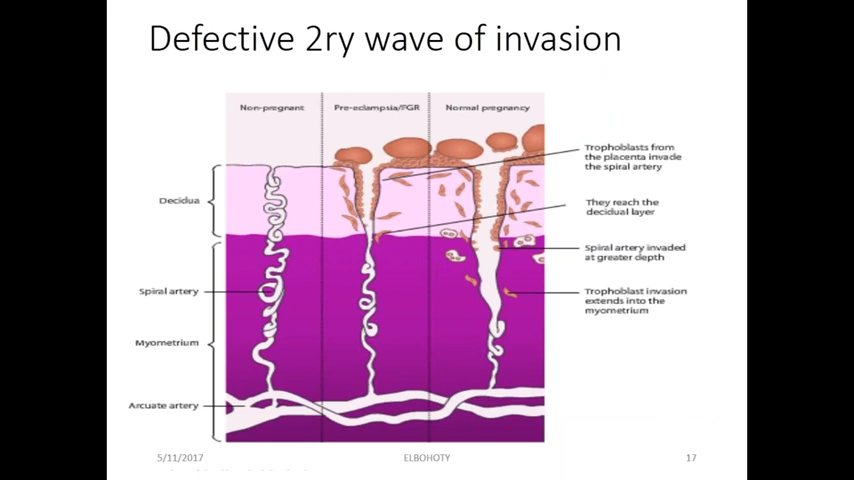 Defective 2ry wave of invasion
Non-pregnant
Pre-eclampsia/FGR
Normal pregnancy
Trophoblasts from
the placenta invade
the spiral artery
Decidua
They reach the
decidual layer
Spiral artery invaded
at greater depth
Spiral artery
Trophoblast invasion
extends into the
myometrium
Myometrium
Arcuate artery
5/11/2017
ELBOHOTY
17